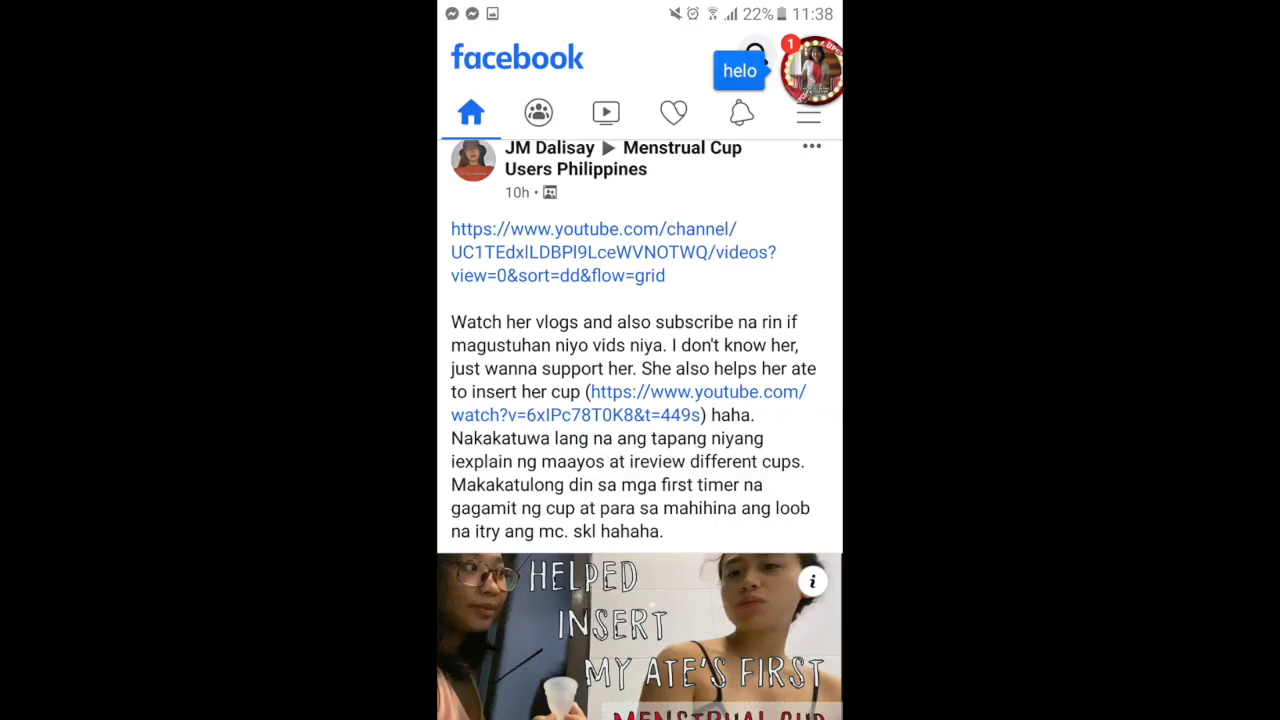 22% 11:38
facebook
1
helo
JM Dalisay ▶ Menstrual Cup
Users Philippines
10h •
https://www.youtube.com/channel/
UC1TEdxlLDBPl9LceWVNOTWQ/videos?
view=0&sort=dd&flow=grid
Watch her vlogs and also subscribe na rin if
magustuhan niyo vids niya. I don't know her,
just wanna support her. She also helps her ate
to insert her cup (https://www.youtube.com/
watch?v=6xIPc78T0K8&t=449s) haha.
Nakakatuwa lang na ang tapang niyang
iexplain ng maayos at ireview different cups.
Makakatulong din sa mga first timer na
gagamit ng cup at para sa mahihina ang loob
na itry ang mc. skl hahaha.
HELPED
INSERT
MY ATE'S FIRST
MENSTRUAL CUP